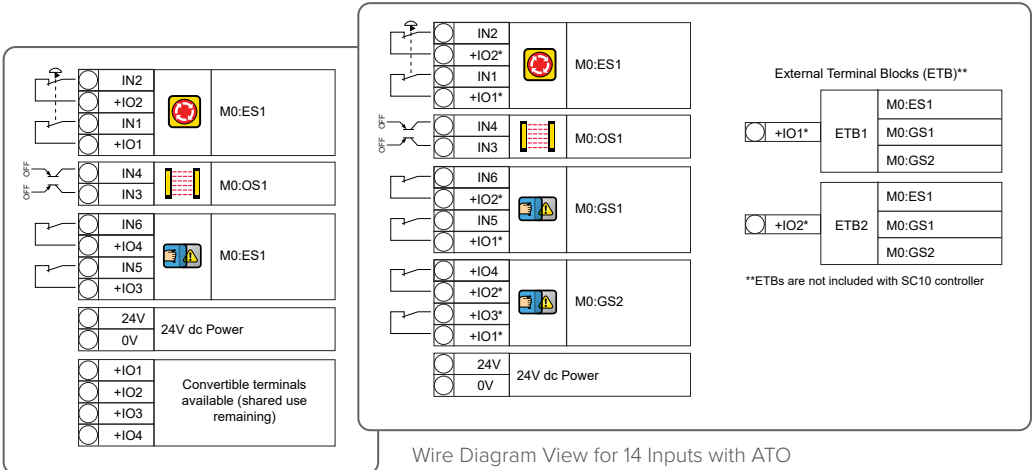 IN2
+IO2
IN1
+IO1
M0:ES1
OFF
OFF
IN4
IN3
M0:OS1
IN6
+IO4
IN5
+IO3
M0:ES1
24V
0V
24V dc Power
+IO1
+IO2
+IO3
+IO4
Convertible terminals
available (shared use
remaining)
IN2
+IO2*
IN1
+IO1*
M0:ES1
OFF
OFF
IN4
IN3
M0:OS1
IN6
+IO2*
IN5
+IO1*
M0:GS1
+IO4
+IO2*
+IO3*
+IO1*
M0:GS2
24V
0V
24V dc Power
External Terminal Blocks (ETB)**
+IO1*
ETB1
M0:ES1
M0:GS1
M0:GS2
+IO2*
ETB2
M0:ES1
M0:GS1
M0:GS2
**ETBs are not included with SC10 controller
Wire Diagram View for 14 Inputs with ATO